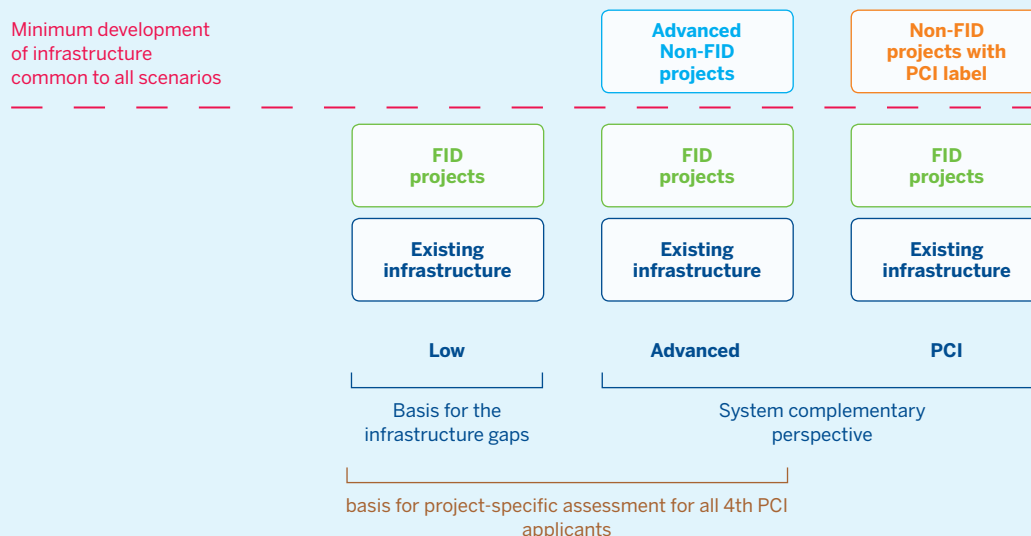 Minimum development
of infrastructure
common to all scenarios
Advanced
Non-FID
projects
Non-FID
projects with
PCI label
FID
projects
FID
projects
FID
projects
Existing
infrastructure
Existing
infrastructure
Existing
infrastructure
Low
Advanced
PCI
Basis for the
infrastructure gaps
System complementary
perspective
basis for project-specific assessment for all 4th PCI
applicants